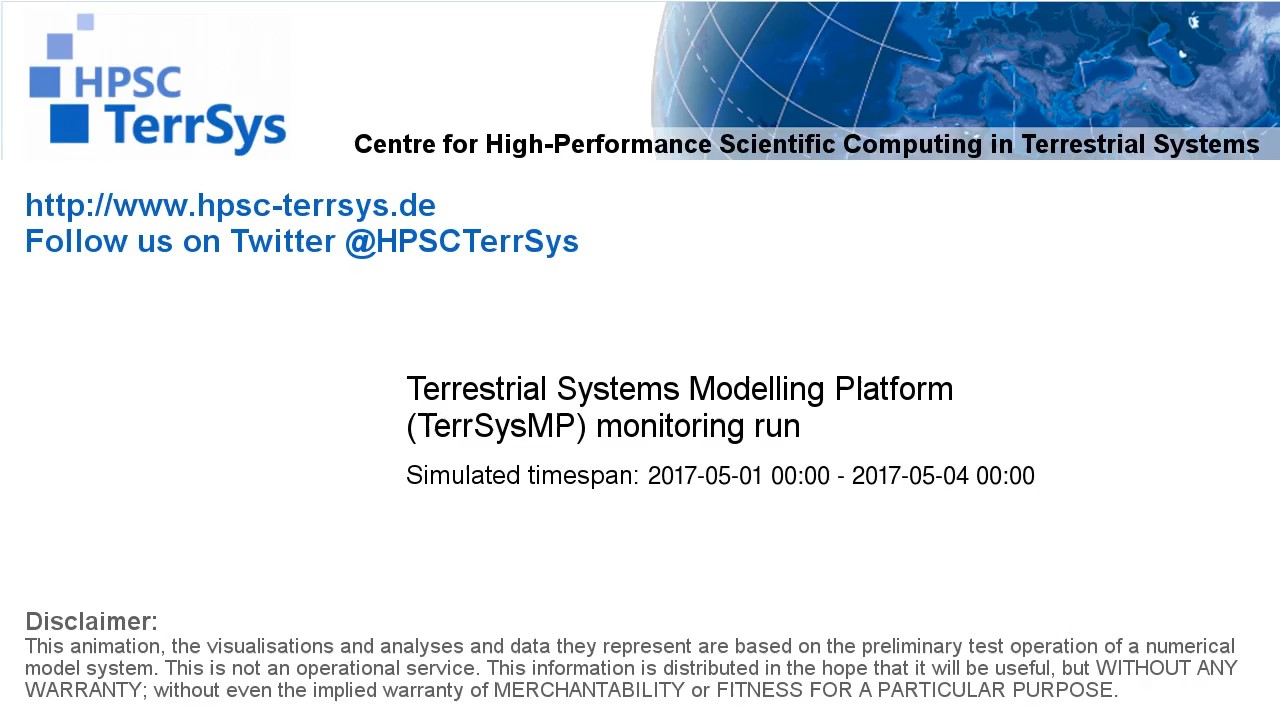 HPSC
TerrSys
Centre for High-Performance Scientific Computing in Terrestrial Systems
http://www.hpsc-terrsys.de
Follow us on Twitter @HPSCTerrSys
Terrestrial Systems Modelling Platform
(TerrSysMP) monitoring run
Simulated timespan: 2017-05-01 00:00 - 2017-05-04 00:00
Disclaimer:
This animation, the visualisations and analyses and data they represent are based on the preliminary test operation of a numerical
model system. This is not an operational service. This information is distributed in the hope that it will be useful, but WITHOUT ANY
WARRANTY; without even the implied warranty of MERCHANTABILITY or FITNESS FOR A PARTICULAR PURPOSE.